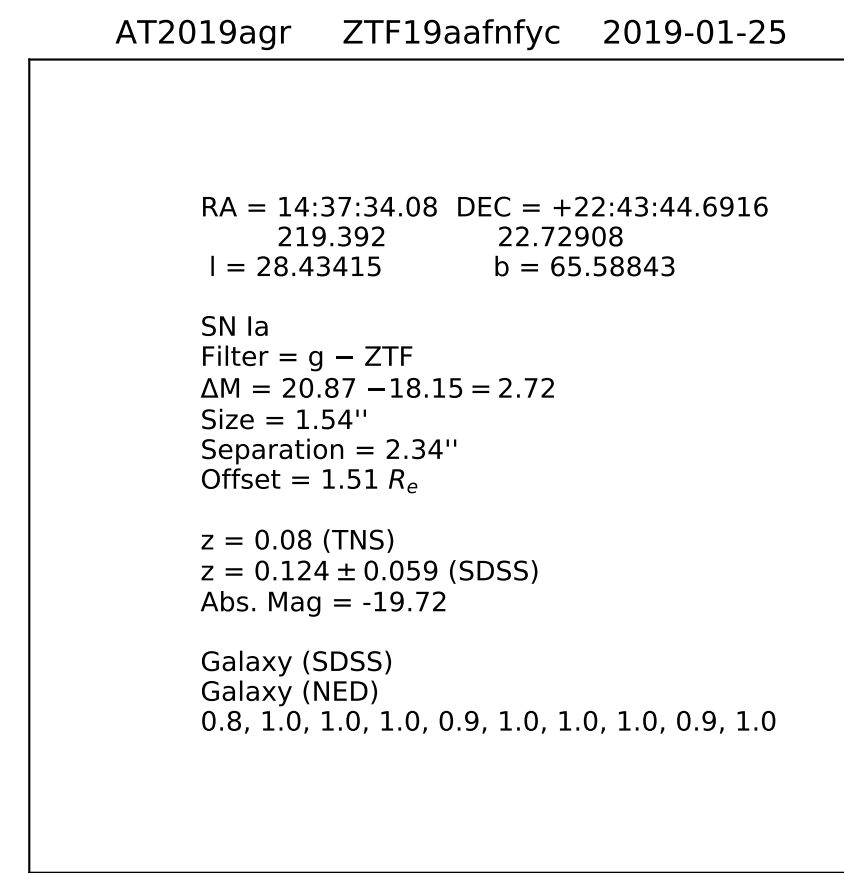 AT2019agr ZTF19aafnfyc 2019-01-25
RA = 14:37:34.08 DEC = +22:43:44.6916
219.392 22.72908
l = 28.43415 b = 65.58843
SN Ia
Filter = g − ZTF
ΔM = 20.87 −18.15 = 2.72
Size = 1.54''
Separation = 2.34''
Offset = 1.51 Rₑ
z = 0.08 (TNS)
z = 0.124 ± 0.059 (SDSS)
Abs. Mag = -19.72
Galaxy (SDSS)
Galaxy (NED)
0.8, 1.0, 1.0, 1.0, 0.9, 1.0, 1.0, 1.0, 0.9, 1.0